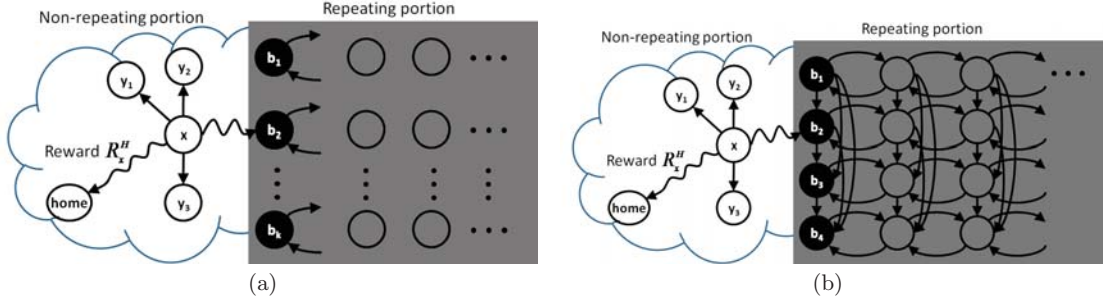 Repeating portion
Non-repeating portion
b₁
y₂
y₁
b₂
x
Reward R_x^H
home
y₃
bₖ
(a)
Repeating portion
Non-repeating portion
b₁
y₂
y₁
b₂
x
Reward R_x^H
b₃
home
y₃
b₄
(b)